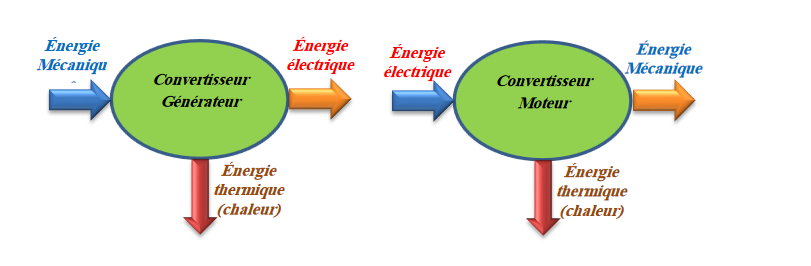 Énergie
Mécaniqu
Convertisseur
Générateur
Énergie
électrique
Énergie
thermique
(chaleur)
Énergie
électrique
Convertisseur
Moteur
Énergie
Mécanique
Énergie
thermique
(chaleur)